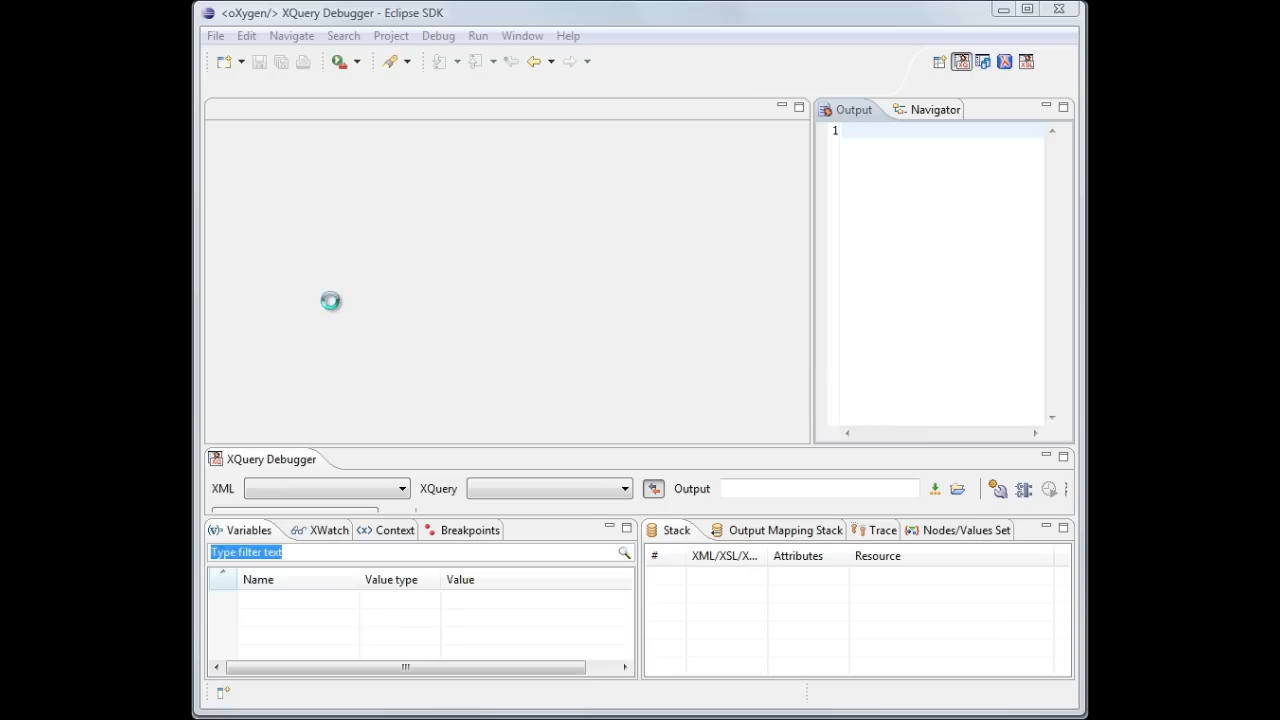 <oXygen/> XQuery Debugger - Eclipse SDK
File Edit Navigate Search Project Debug Run Window Help
Output Navigator
1
XQuery Debugger
XML XQuery Output
Variables XWatch Context Breakpoints
Stack Output Mapping Stack Trace Nodes/Values Set
Type filter text
# XML/XSL/X... Attributes Resource
Name Value type Value